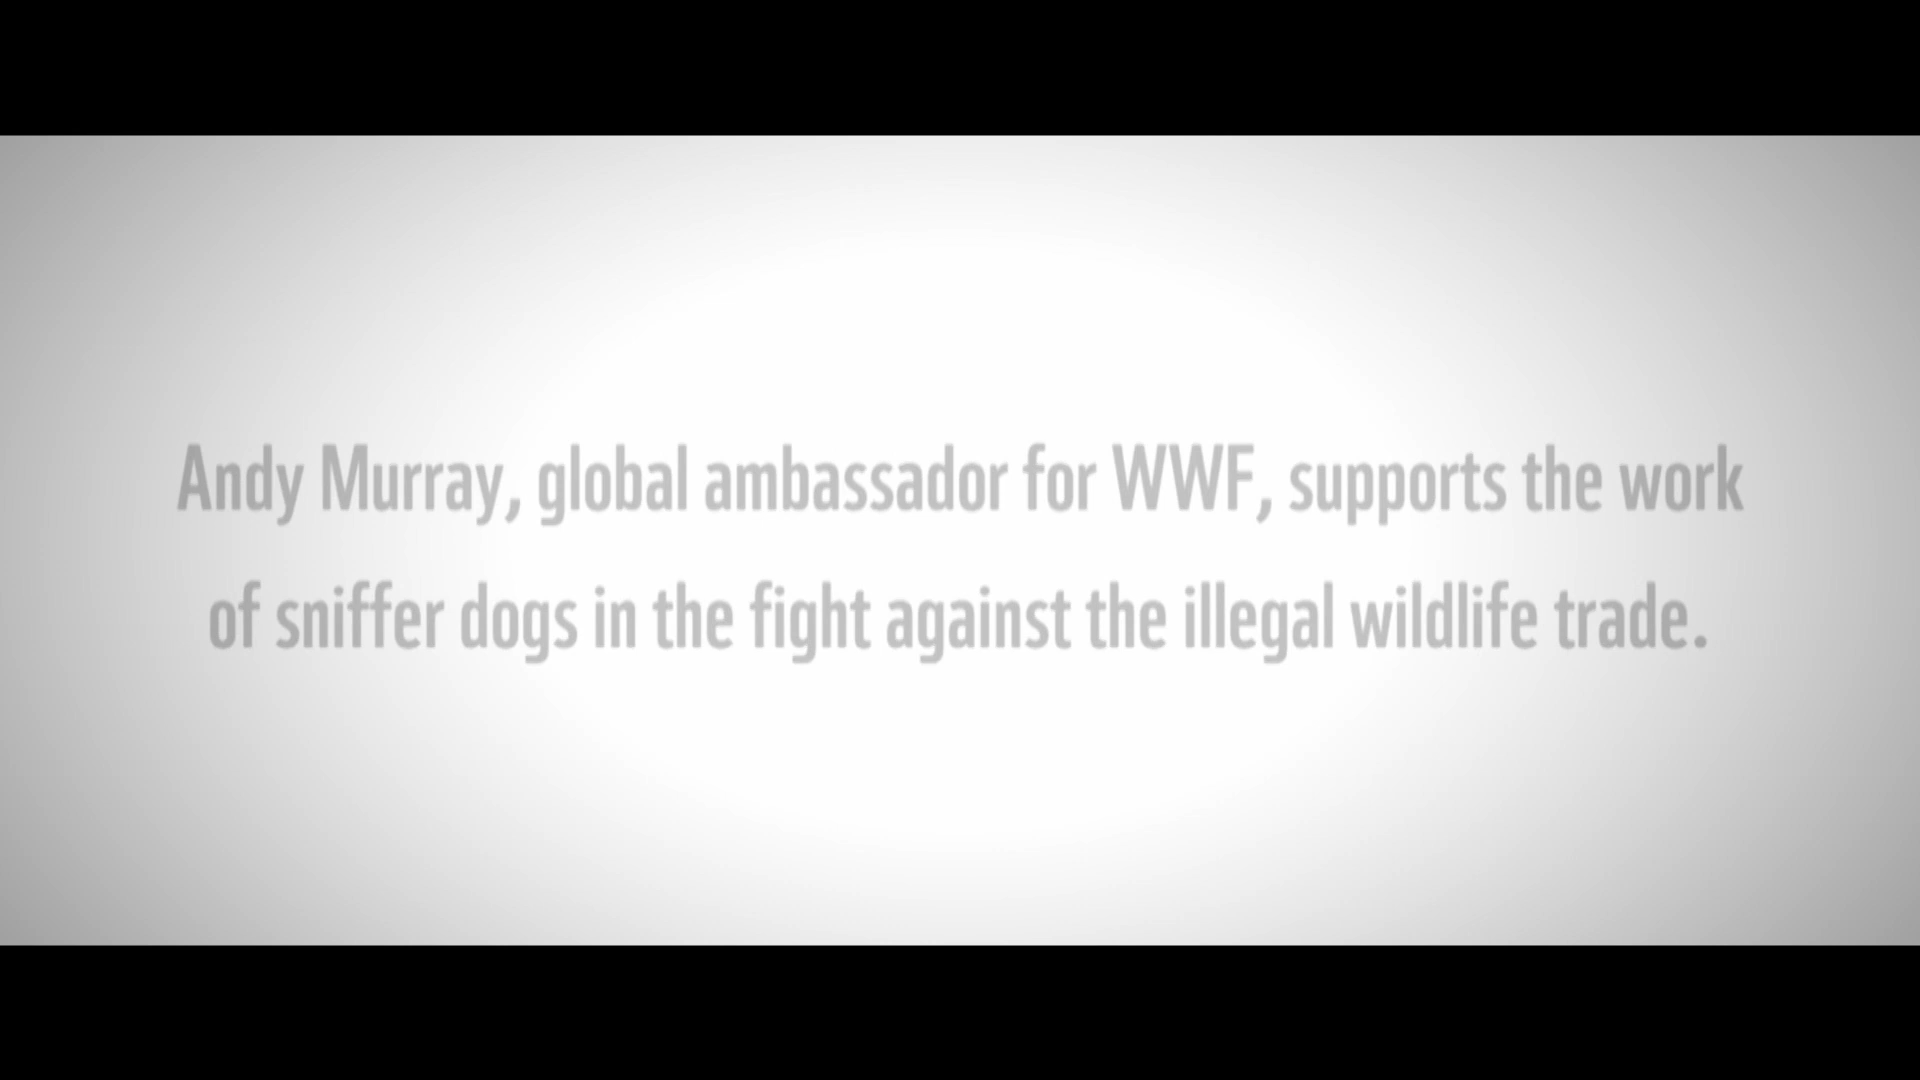 Andy Murray, global ambassador for WWF, supports the work
of sniffer dogs in the fight against the illegal wildlife trade.